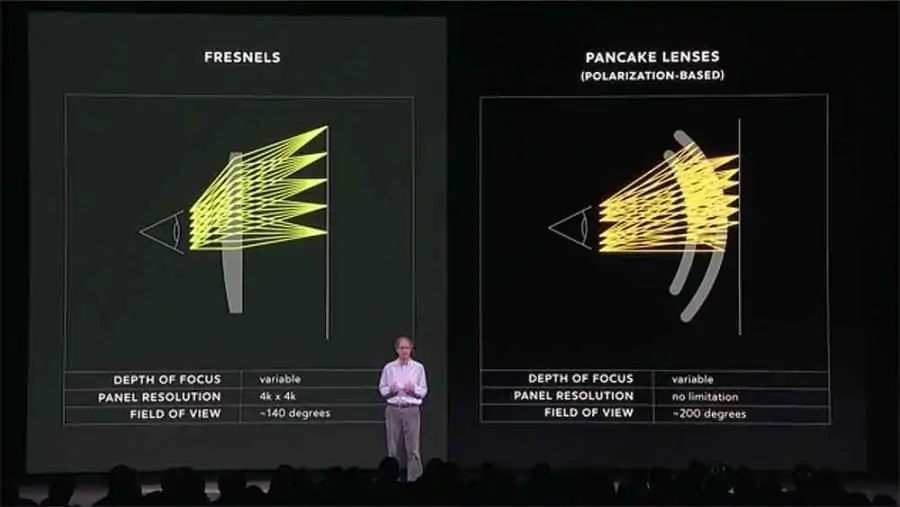 FRESNELS
DEPTH OF FOCUS variable
PANEL RESOLUTION 4k x 4k
FIELD OF VIEW ~140 degrees
PANCAKE LENSES
(POLARIZATION-BASED)
DEPTH OF FOCUS variable
PANEL RESOLUTION no limitation
FIELD OF VIEW ~200 degrees